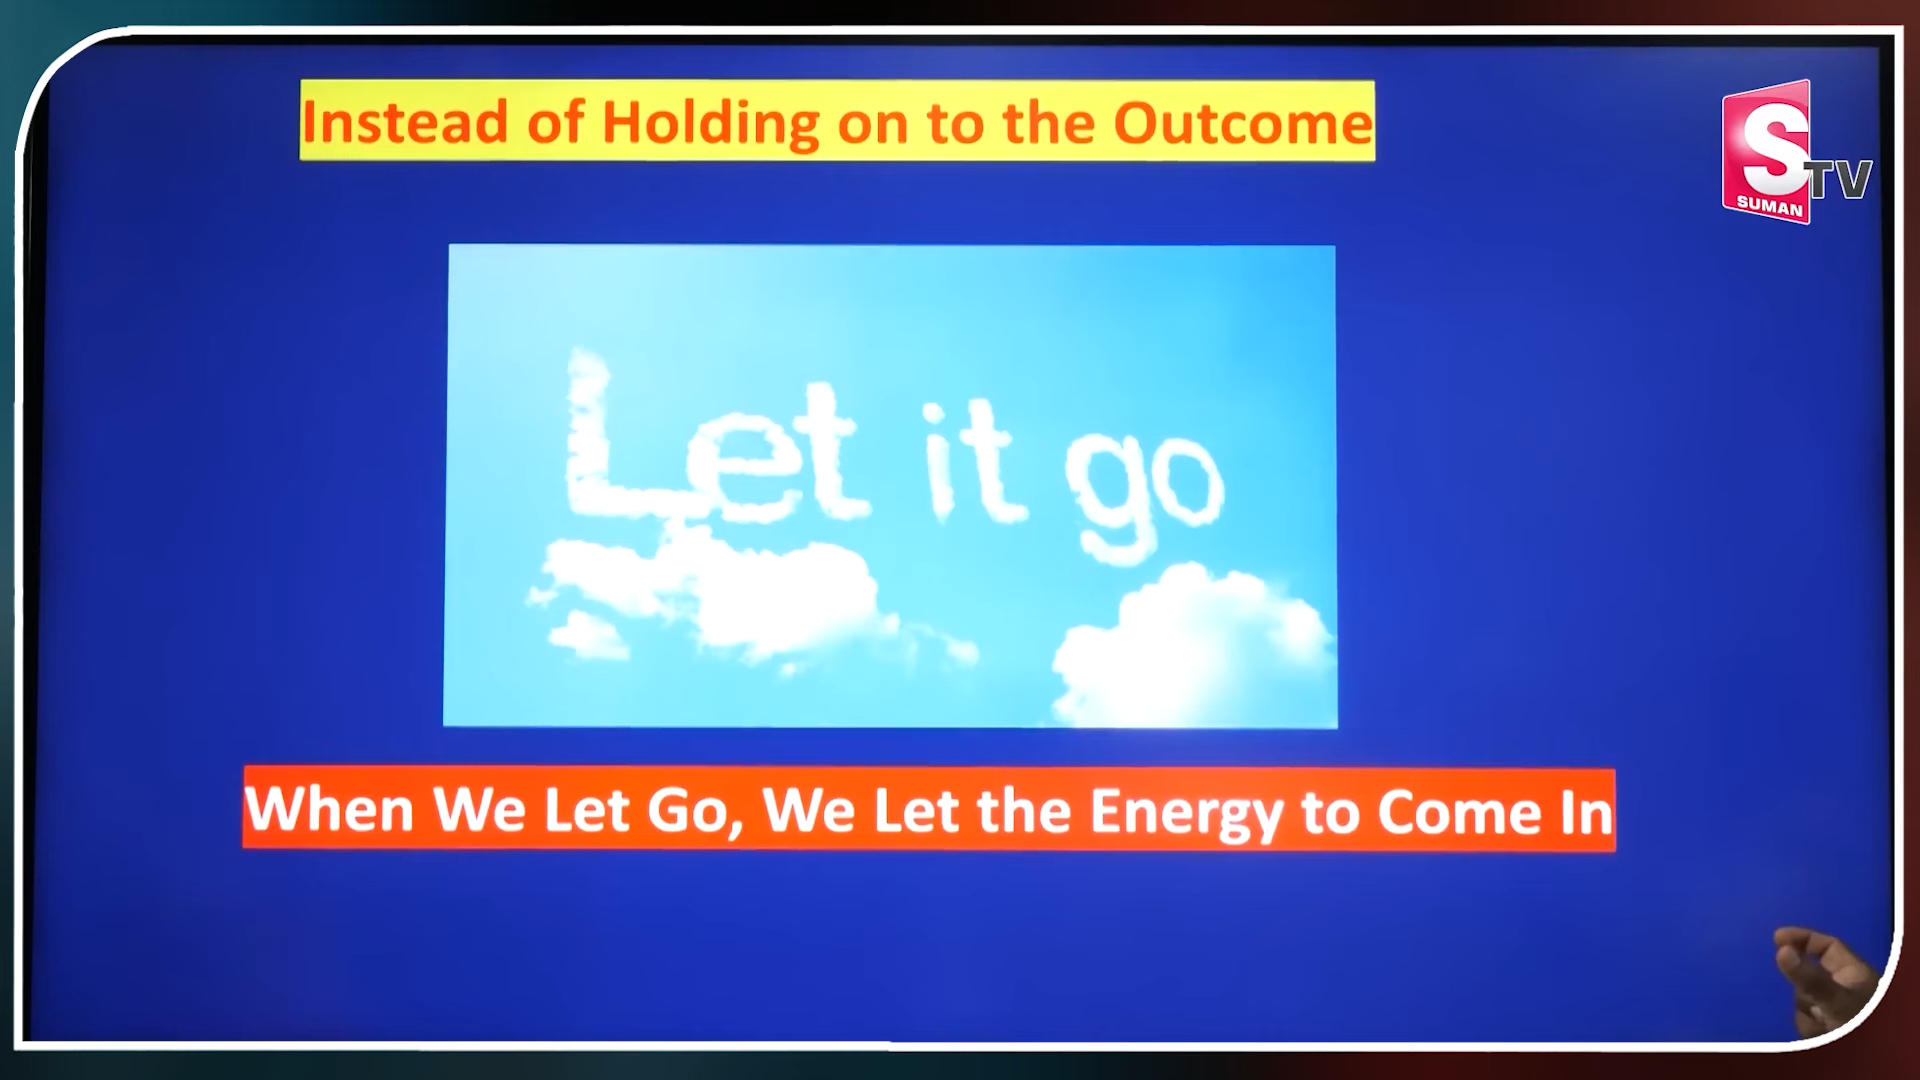 Instead of Holding on to the Outcome
S TV
SUMAN
Let it go
When We Let Go, We Let the Energy to Come In